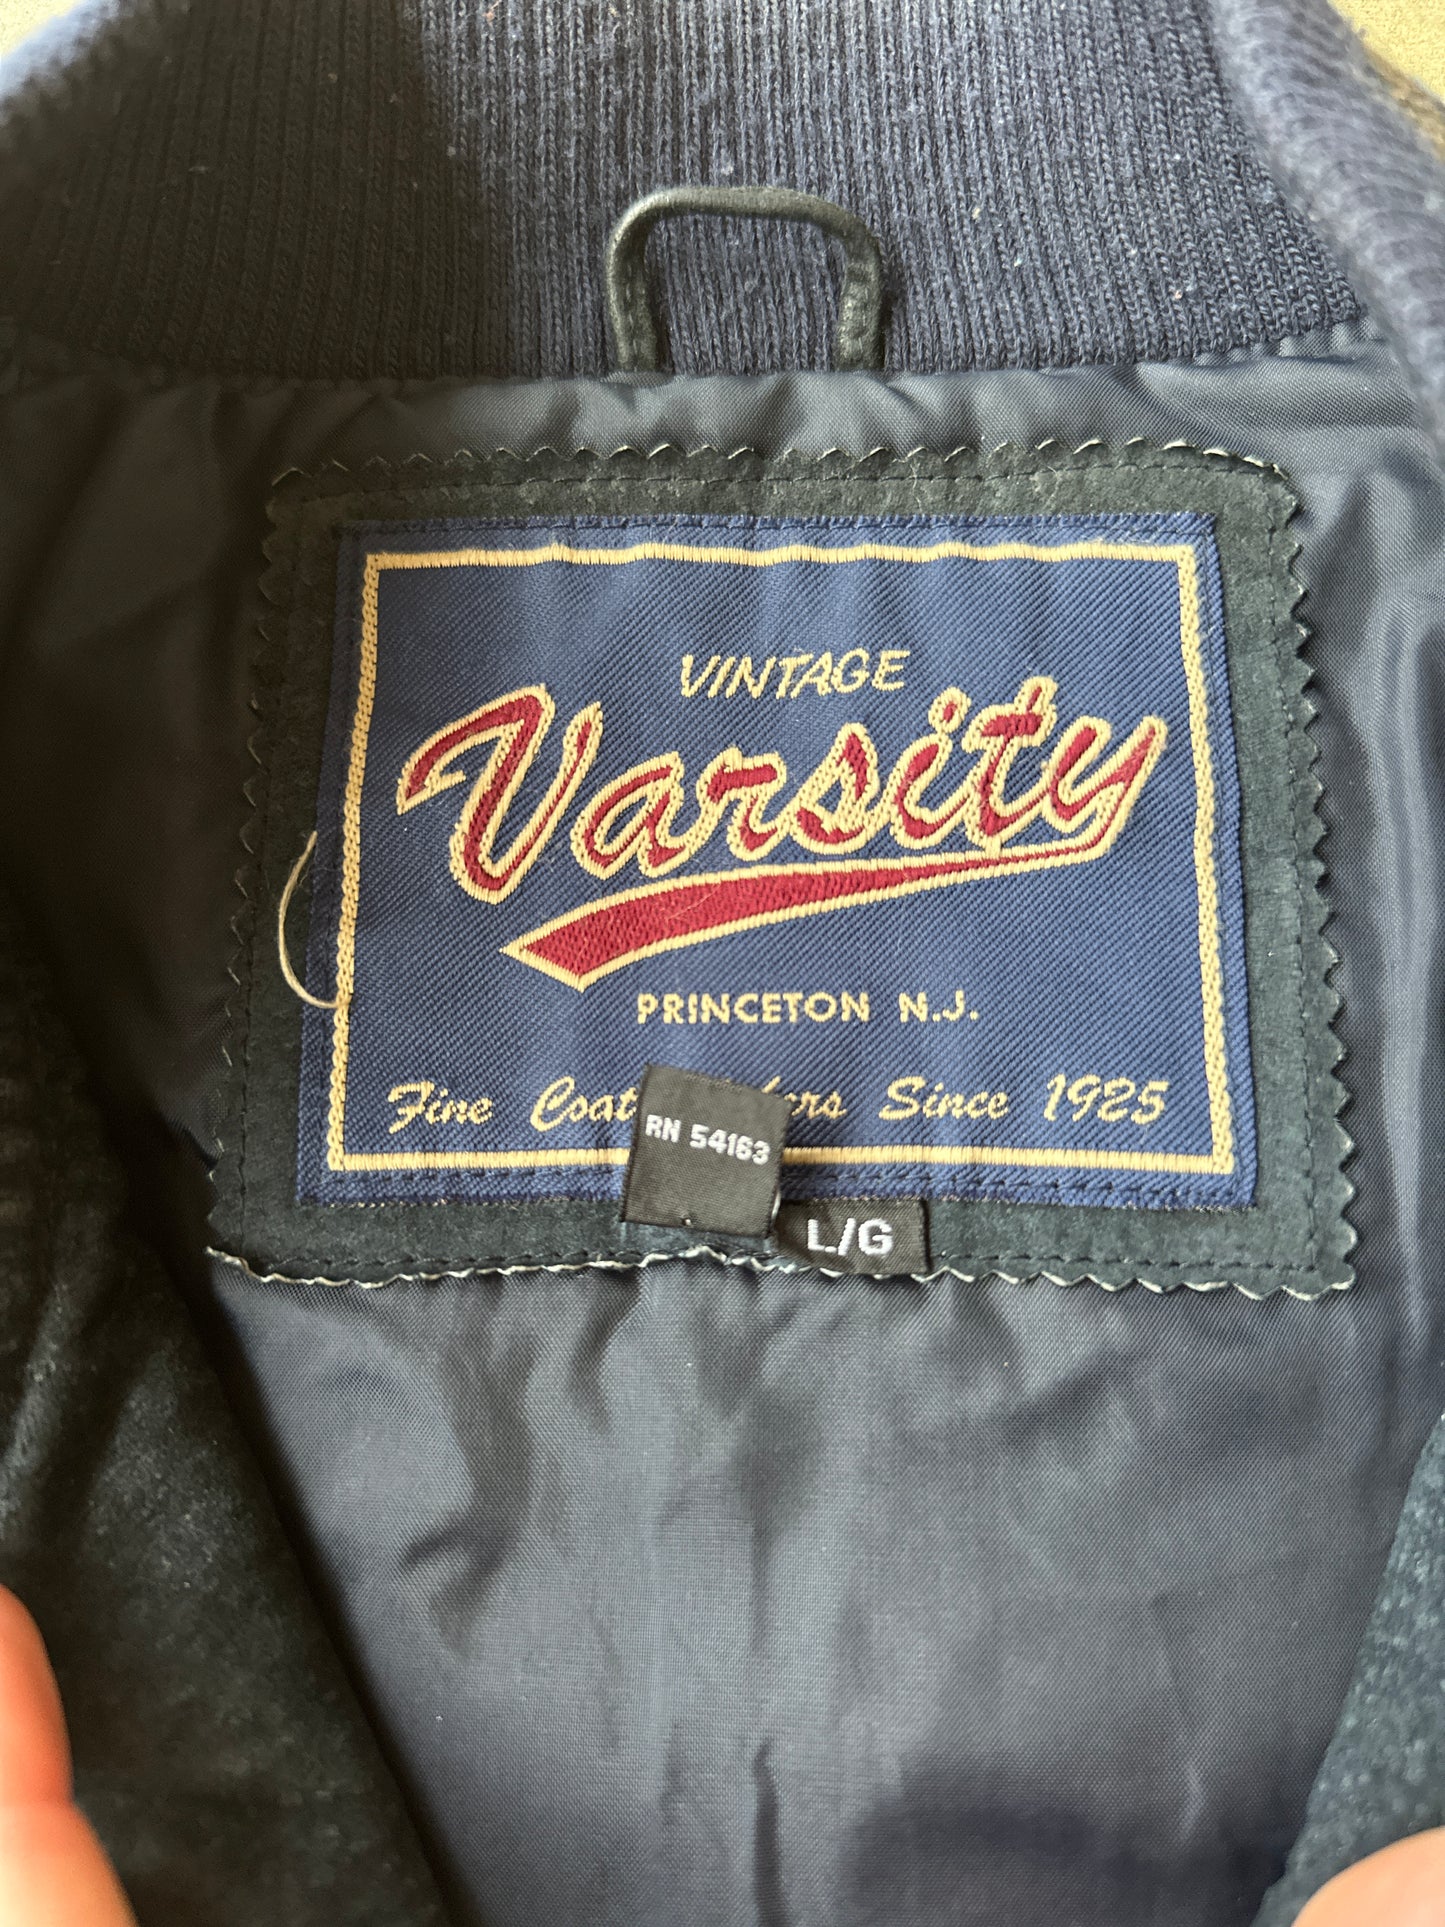 VINTAGE
Varsity
PRINCETON N.J.
Fine Coat Since 1925
RN 54163
L/G